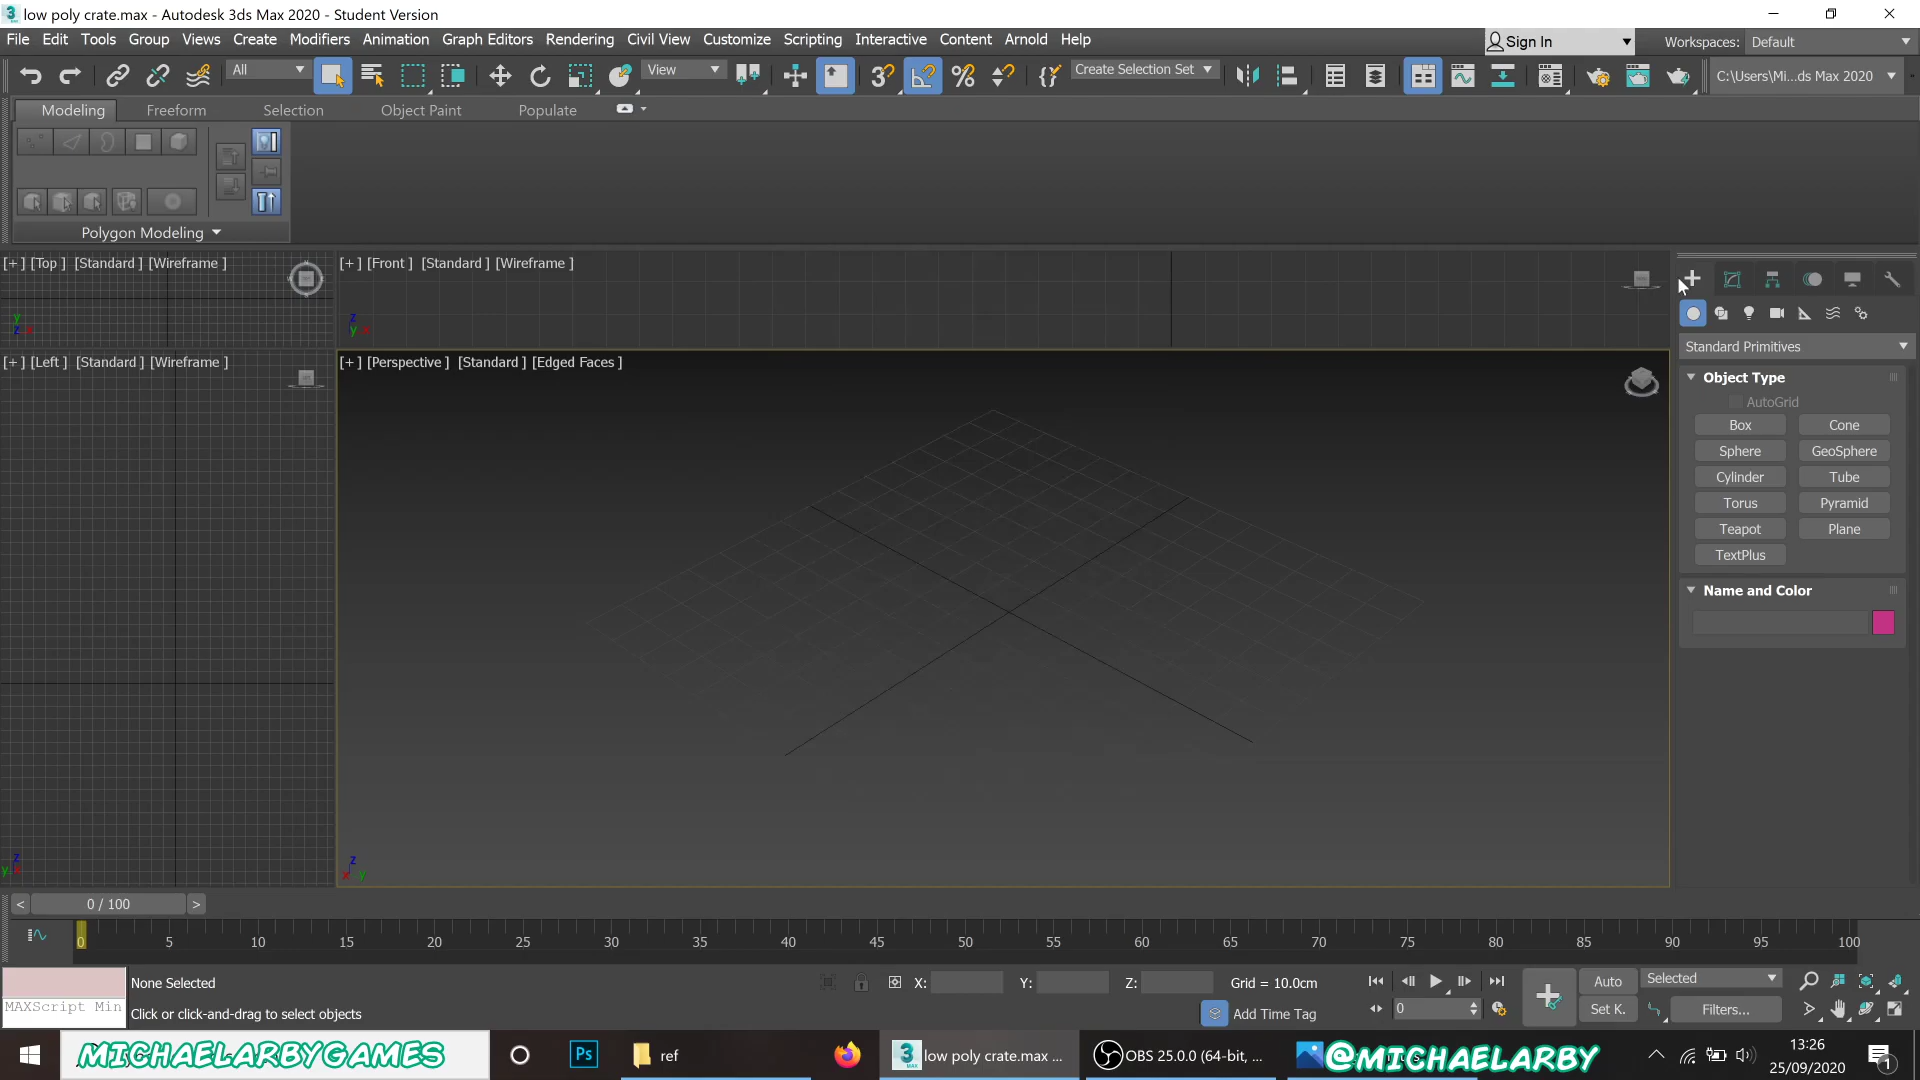 low poly crate.max - Autodesk 3ds Max 2020 - Student Version
File Edit Tools Group Views Create Modifiers Animation Graph Editors Rendering Civil View Customize Scripting Interactive Content Arnold Help
Sign In
Workspaces: Default
All
View
Create Selection Set
C:\Users\Mi...ds Max 2020
Modeling Freeform Selection Object Paint Populate
Polygon Modeling
[+] [Top ] [Standard ] [Wireframe ]
[+] [Front ] [Standard ] [Wireframe ]
[+] [Left ] [Standard ] [Wireframe ]
[+] [Perspective ] [Standard ] [Edged Faces ]
Standard Primitives
Object Type
AutoGrid
Box Cone
Sphere GeoSphere
Cylinder Tube
Torus Pyramid
Teapot Plane
TextPlus
Name and Color
< 0 / 100 >
0 5 10 15 20 25 30 35 40 45 50 55 60 65 70 75 80 85 90 95 100
None Selected
X: Y: Z: Grid = 10.0cm
Auto Selected
MAXScript Min
Click or click-and-drag to select objects
Add Time Tag
0
Set K. Filters...
MICHAELARBYGAMES
Ps
ref
low poly crate.max ...
OBS 25.0.0 (64-bit, ...
@MICHAELARBY
13:26
25/09/2020
1